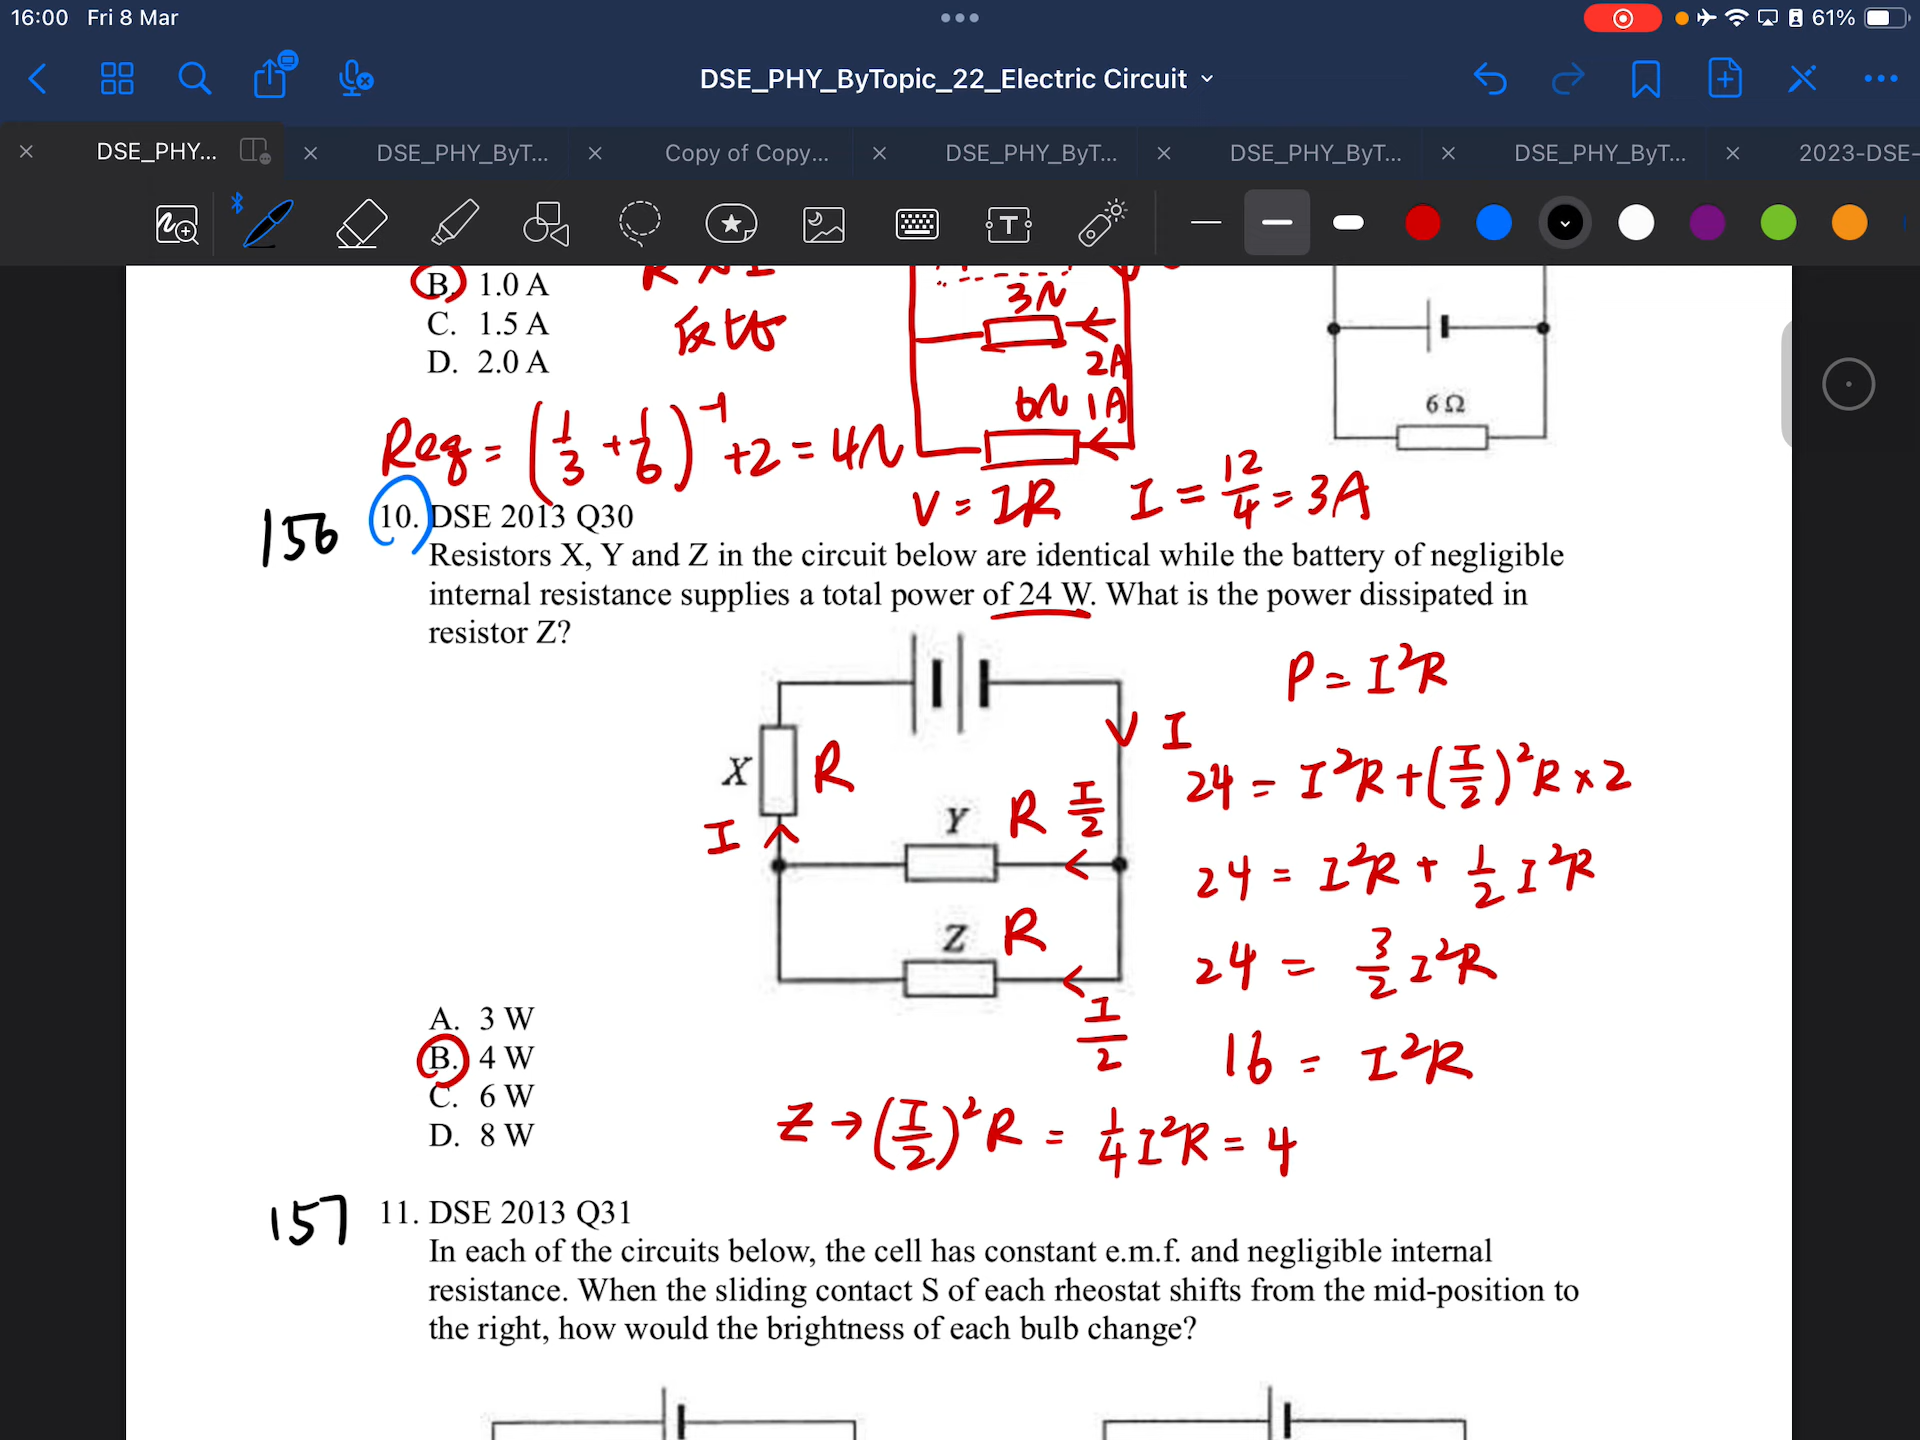 16:00 Fri 8 Mar
61%
DSE_PHY_ByTopic_22_Electric Circuit
DSE_PHY...
DSE_PHY_ByT...
Copy of Copy...
DSE_PHY_ByT...
DSE_PHY_ByT...
DSE_PHY_ByT...
2023-DSE-
B. 1.0 A
C. 1.5 A
D. 2.0 A
反比
3Ω
2A
6Ω 1A
6 Ω
Req = (1/3 + 1/6)^-1 + 2 = 4Ω
V = IR I = 12/4 = 3A
156
10. DSE 2013 Q30
Resistors X, Y and Z in the circuit below are identical while the battery of negligible
internal resistance supplies a total power of 24 W. What is the power dissipated in
resistor Z?
P = I²R
I
X R
24 = I²R + (I/2)²R × 2
I
Y R I/2
24 = I²R + 1/2 I²R
Z R
24 = 3/2 I²R
I/2
16 = I²R
A. 3 W
B. 4 W
C. 6 W
D. 8 W
Z → (I/2)²R = 1/4 I²R = 4
157
11. DSE 2013 Q31
In each of the circuits below, the cell has constant e.m.f. and negligible internal
resistance. When the sliding contact S of each rheostat shifts from the mid-position to
the right, how would the brightness of each bulb change?